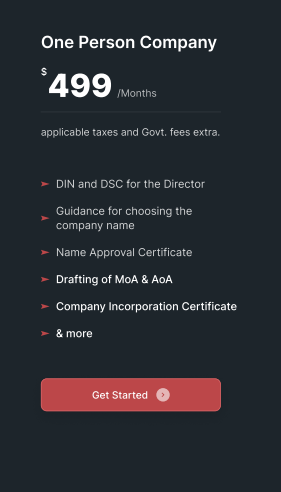 One Person Company
$499 /Months
applicable taxes and Govt. fees extra.
DIN and DSC for the Director
Guidance for choosing the
company name
Name Approval Certificate
Drafting of MoA & AoA
Company Incorporation Certificate
& more
Get Started